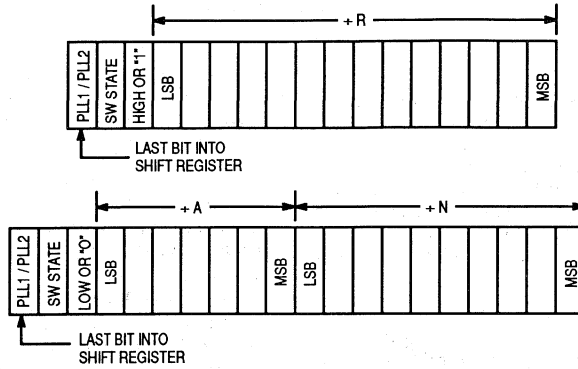 ÷ R
PLL1 / PLL2
SW STATE
HIGH OR "1"
LSB
MSB
LAST BIT INTO
SHIFT REGISTER
÷ A
÷ N
PLL1 / PLL2
SW STATE
LOW OR "O"
LSB
MSB
LSB
MSB
LAST BIT INTO
SHIFT REGISTER